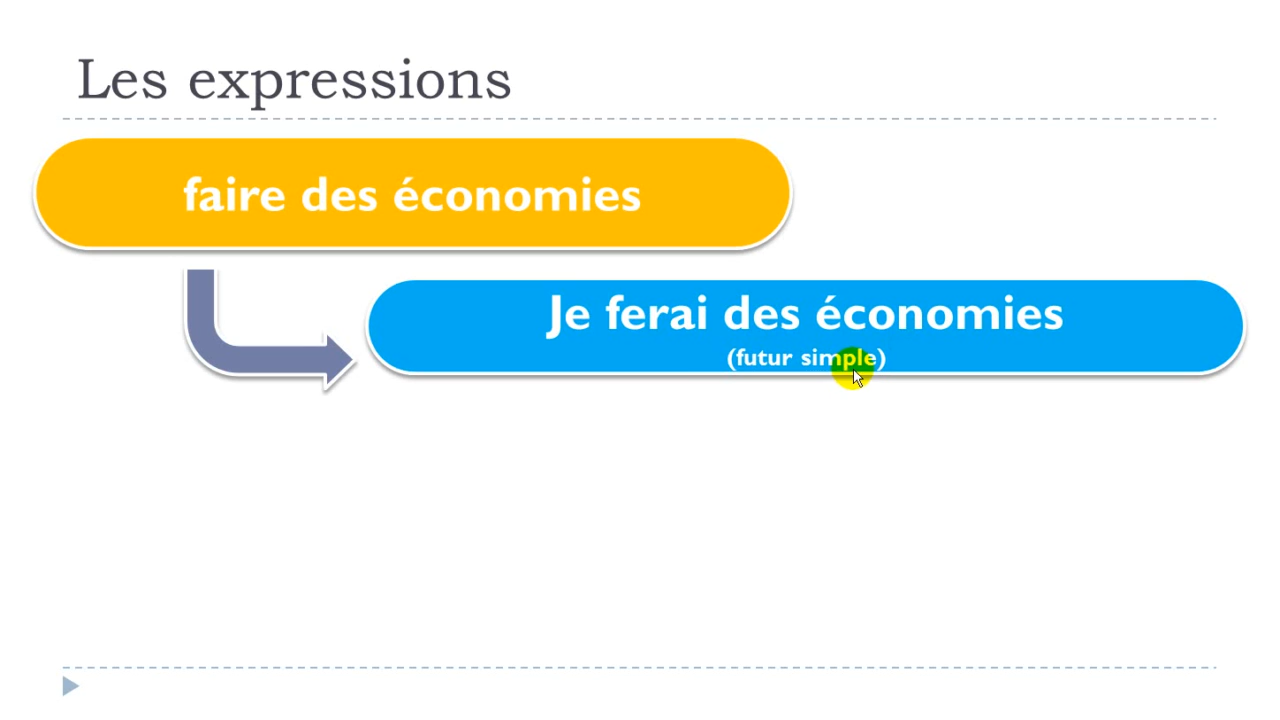 Les expressions
faire des économies
Je ferai des économies
(futur simple)